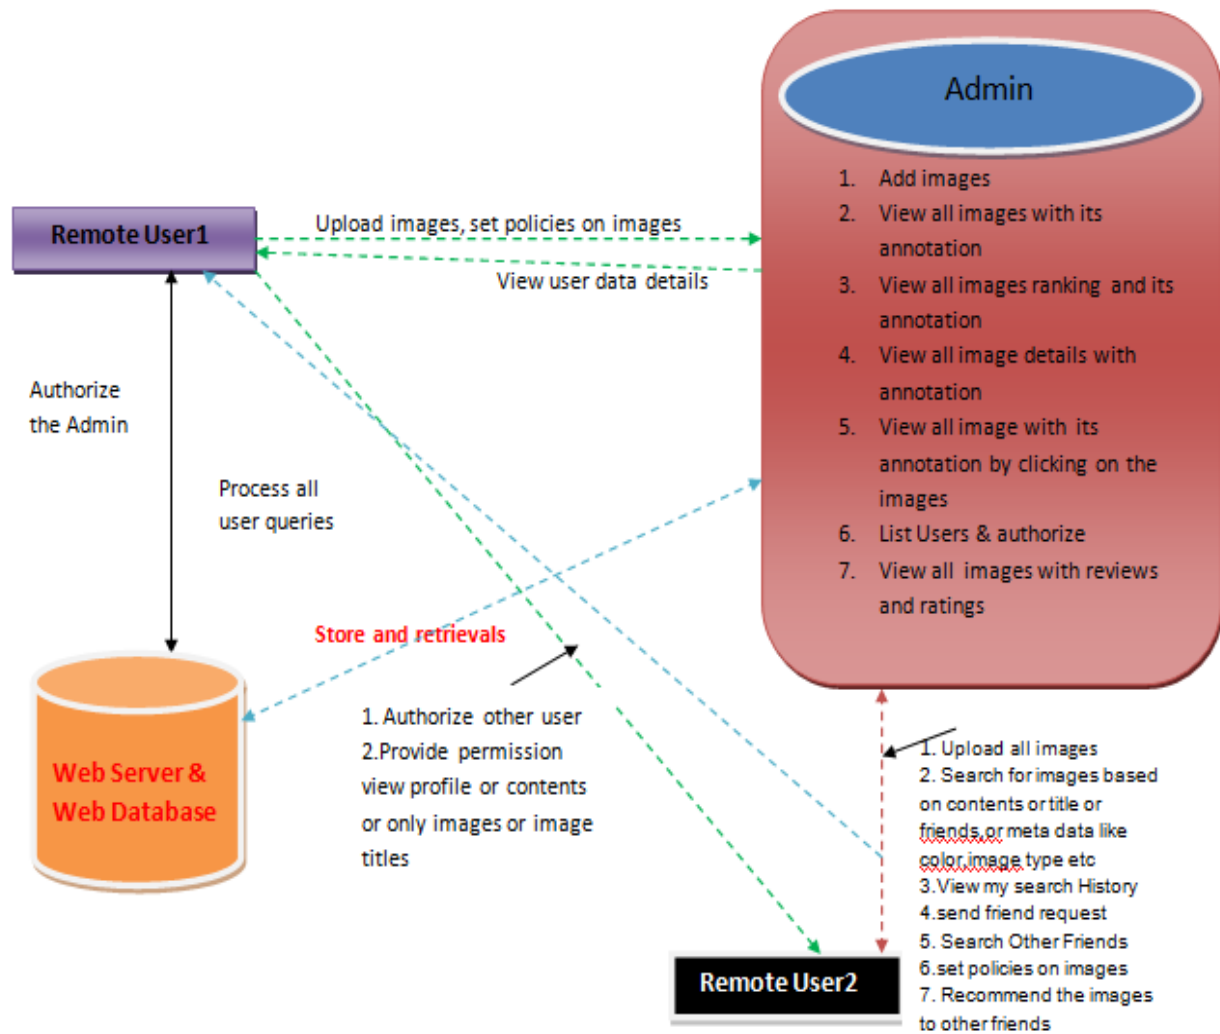 Admin
1. Add images
2. View all images with its
annotation
3. View all images ranking and its
annotation
4. View all image details with
annotation
5. View all image with its
annotation by clicking on the
images
6. List Users & authorize
7. View all images with reviews
and ratings
Remote User1
Upload images, set policies on images
View user data details
Authorize
the Admin
Process all
user queries
Store and retrievals
1. Authorize other user
2.Provide permission
view profile or contents
or only images or image
titles
Web Server &
Web Database
1. Upload all images
2. Search for images based
on contents or title or
friends,or meta data like
color,image type etc
3.View my search History
4.send friend request
5. Search Other Friends
6.set policies on images
7. Recommend the images
to other friends
Remote User2